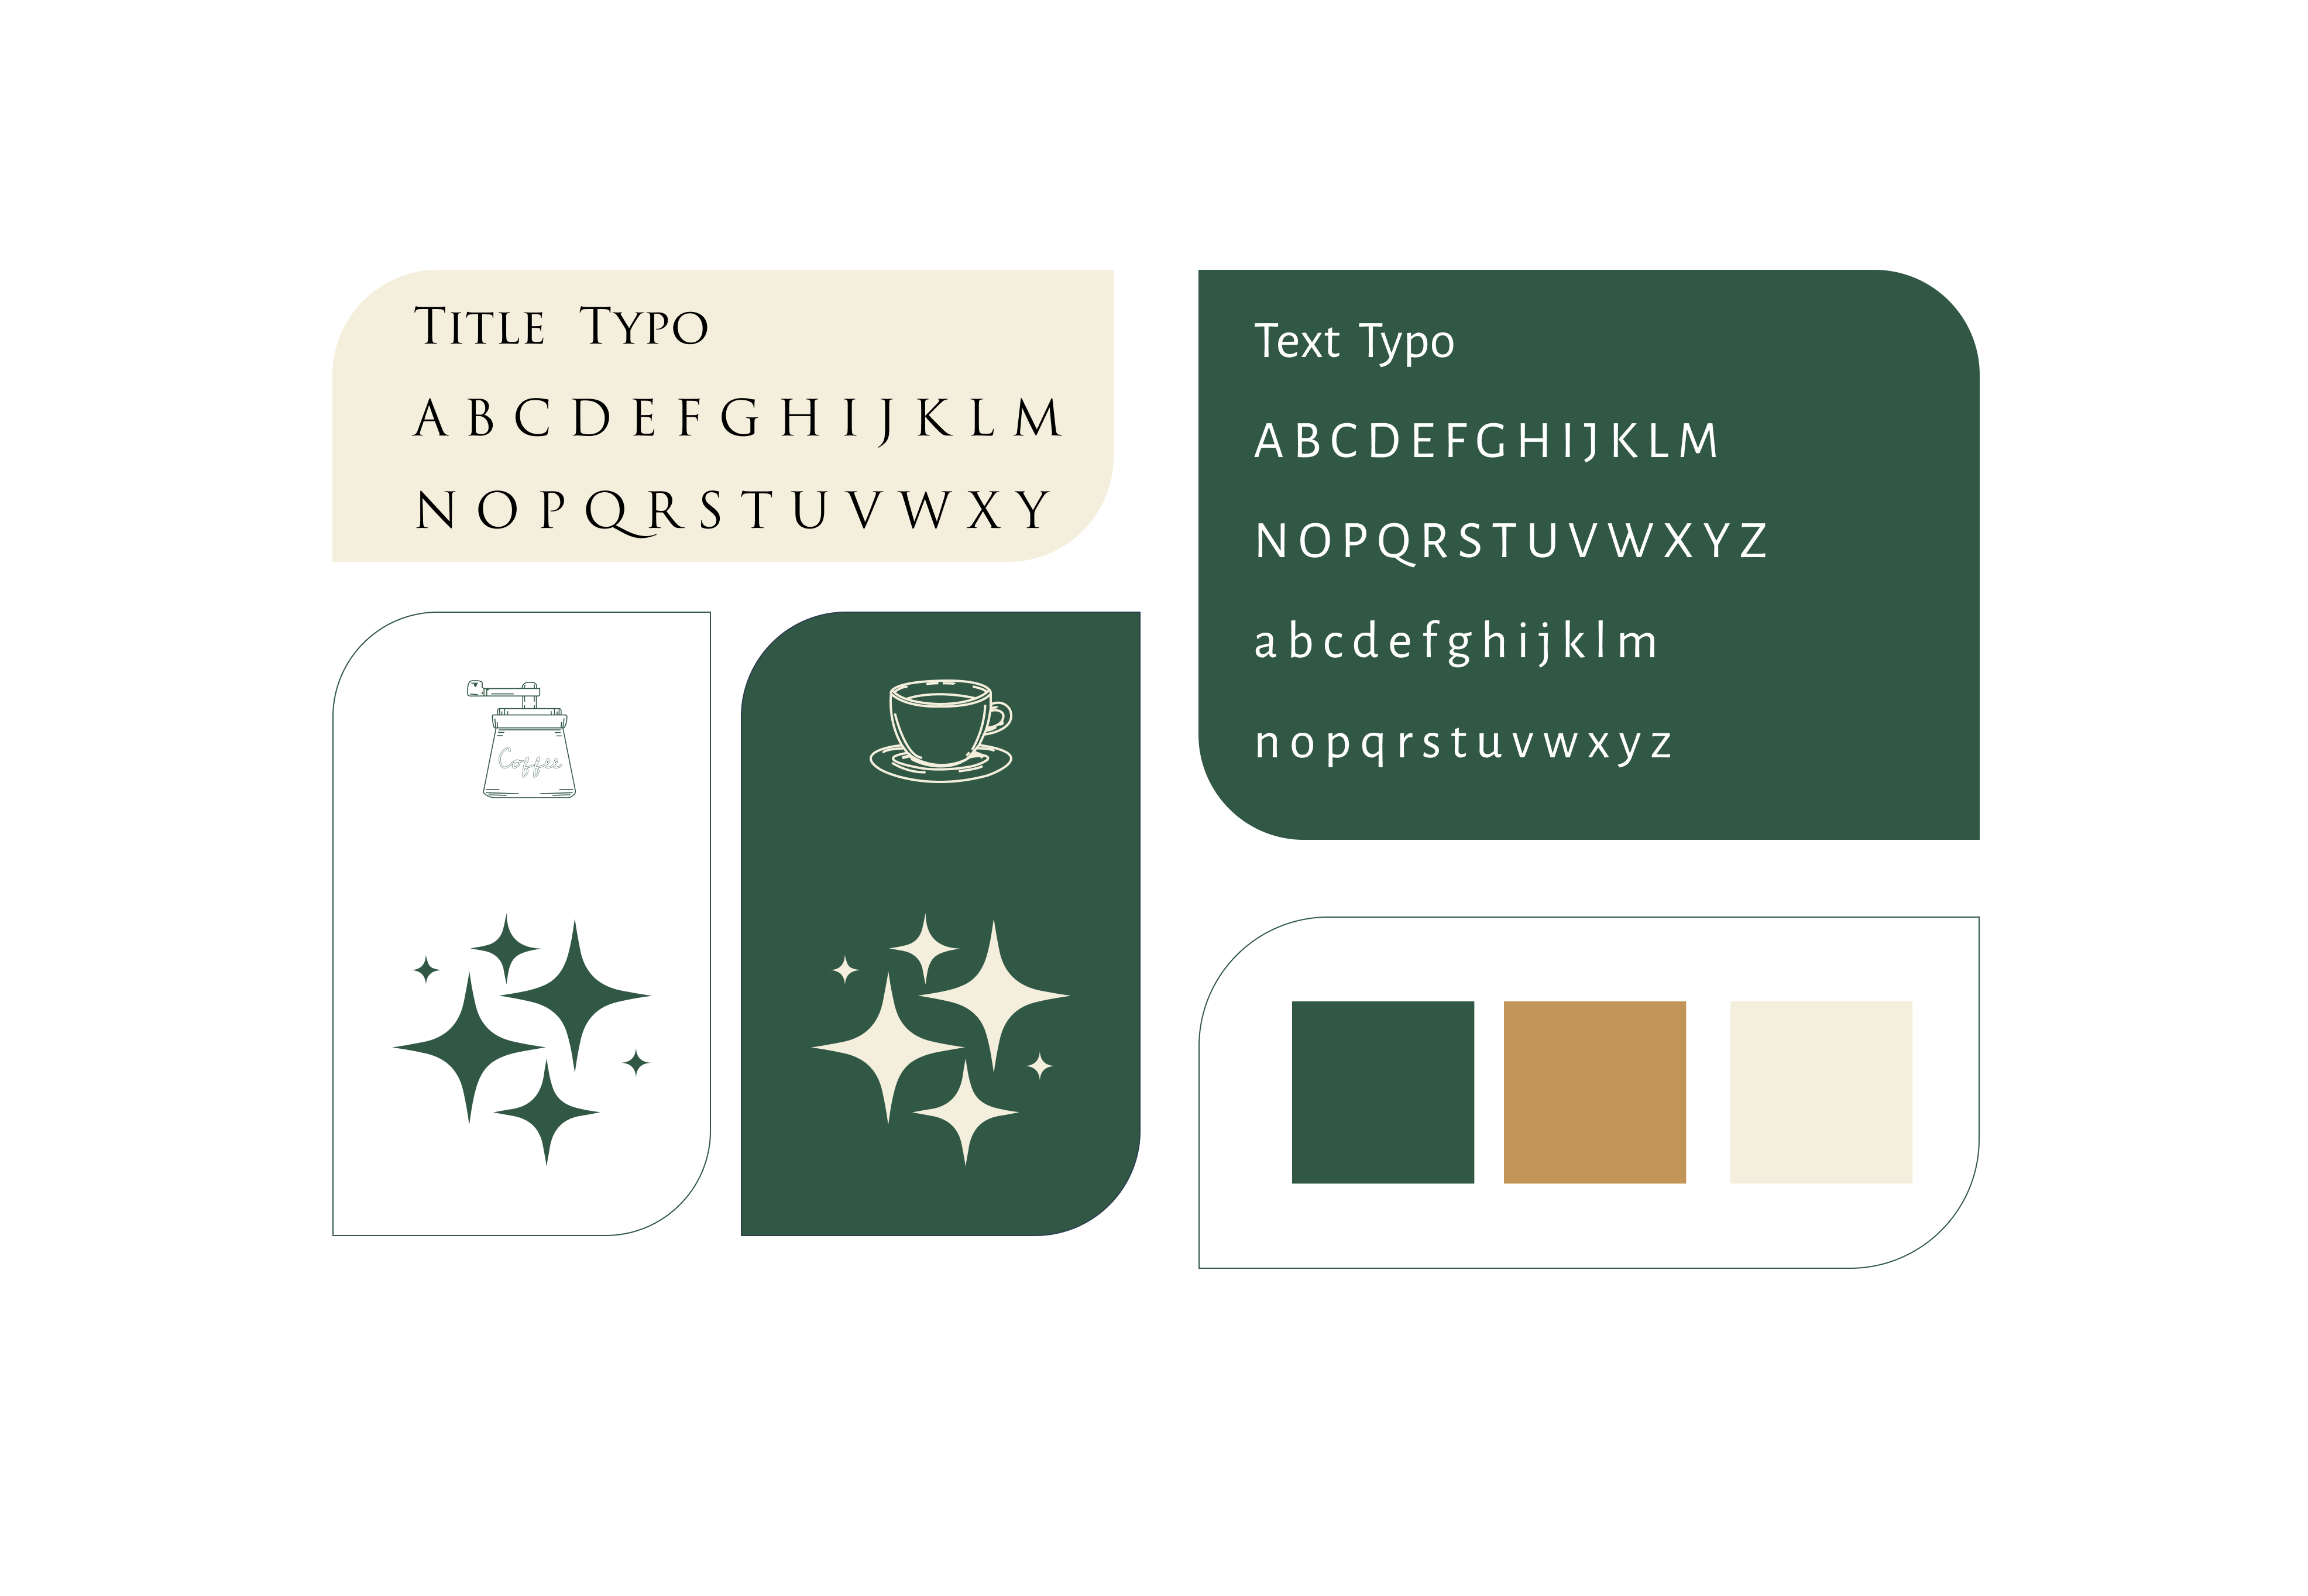 Title Typo
A B C D E F G H I J K L M
N O P Q R S T U V W X Y
Text Typo
A B C D E F G H I J K L M
N O P Q R S T U V W X Y Z
a b c d e f g h i j k l m
n o p q r s t u v w x y z
Coffee